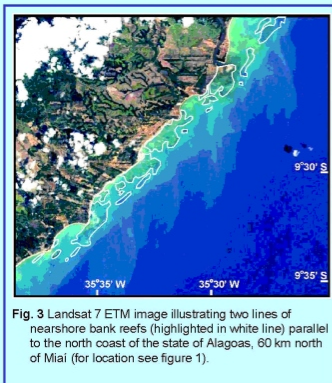 9°30' S
9°35' S
35°35' W
35°30' W
Fig. 3 Landsat 7 ETM image illustrating two lines of
nearshore bank reefs (highlighted in white line) parallel
to the north coast of the state of Alagoas, 60 km north
of Miai (for location see figure 1).